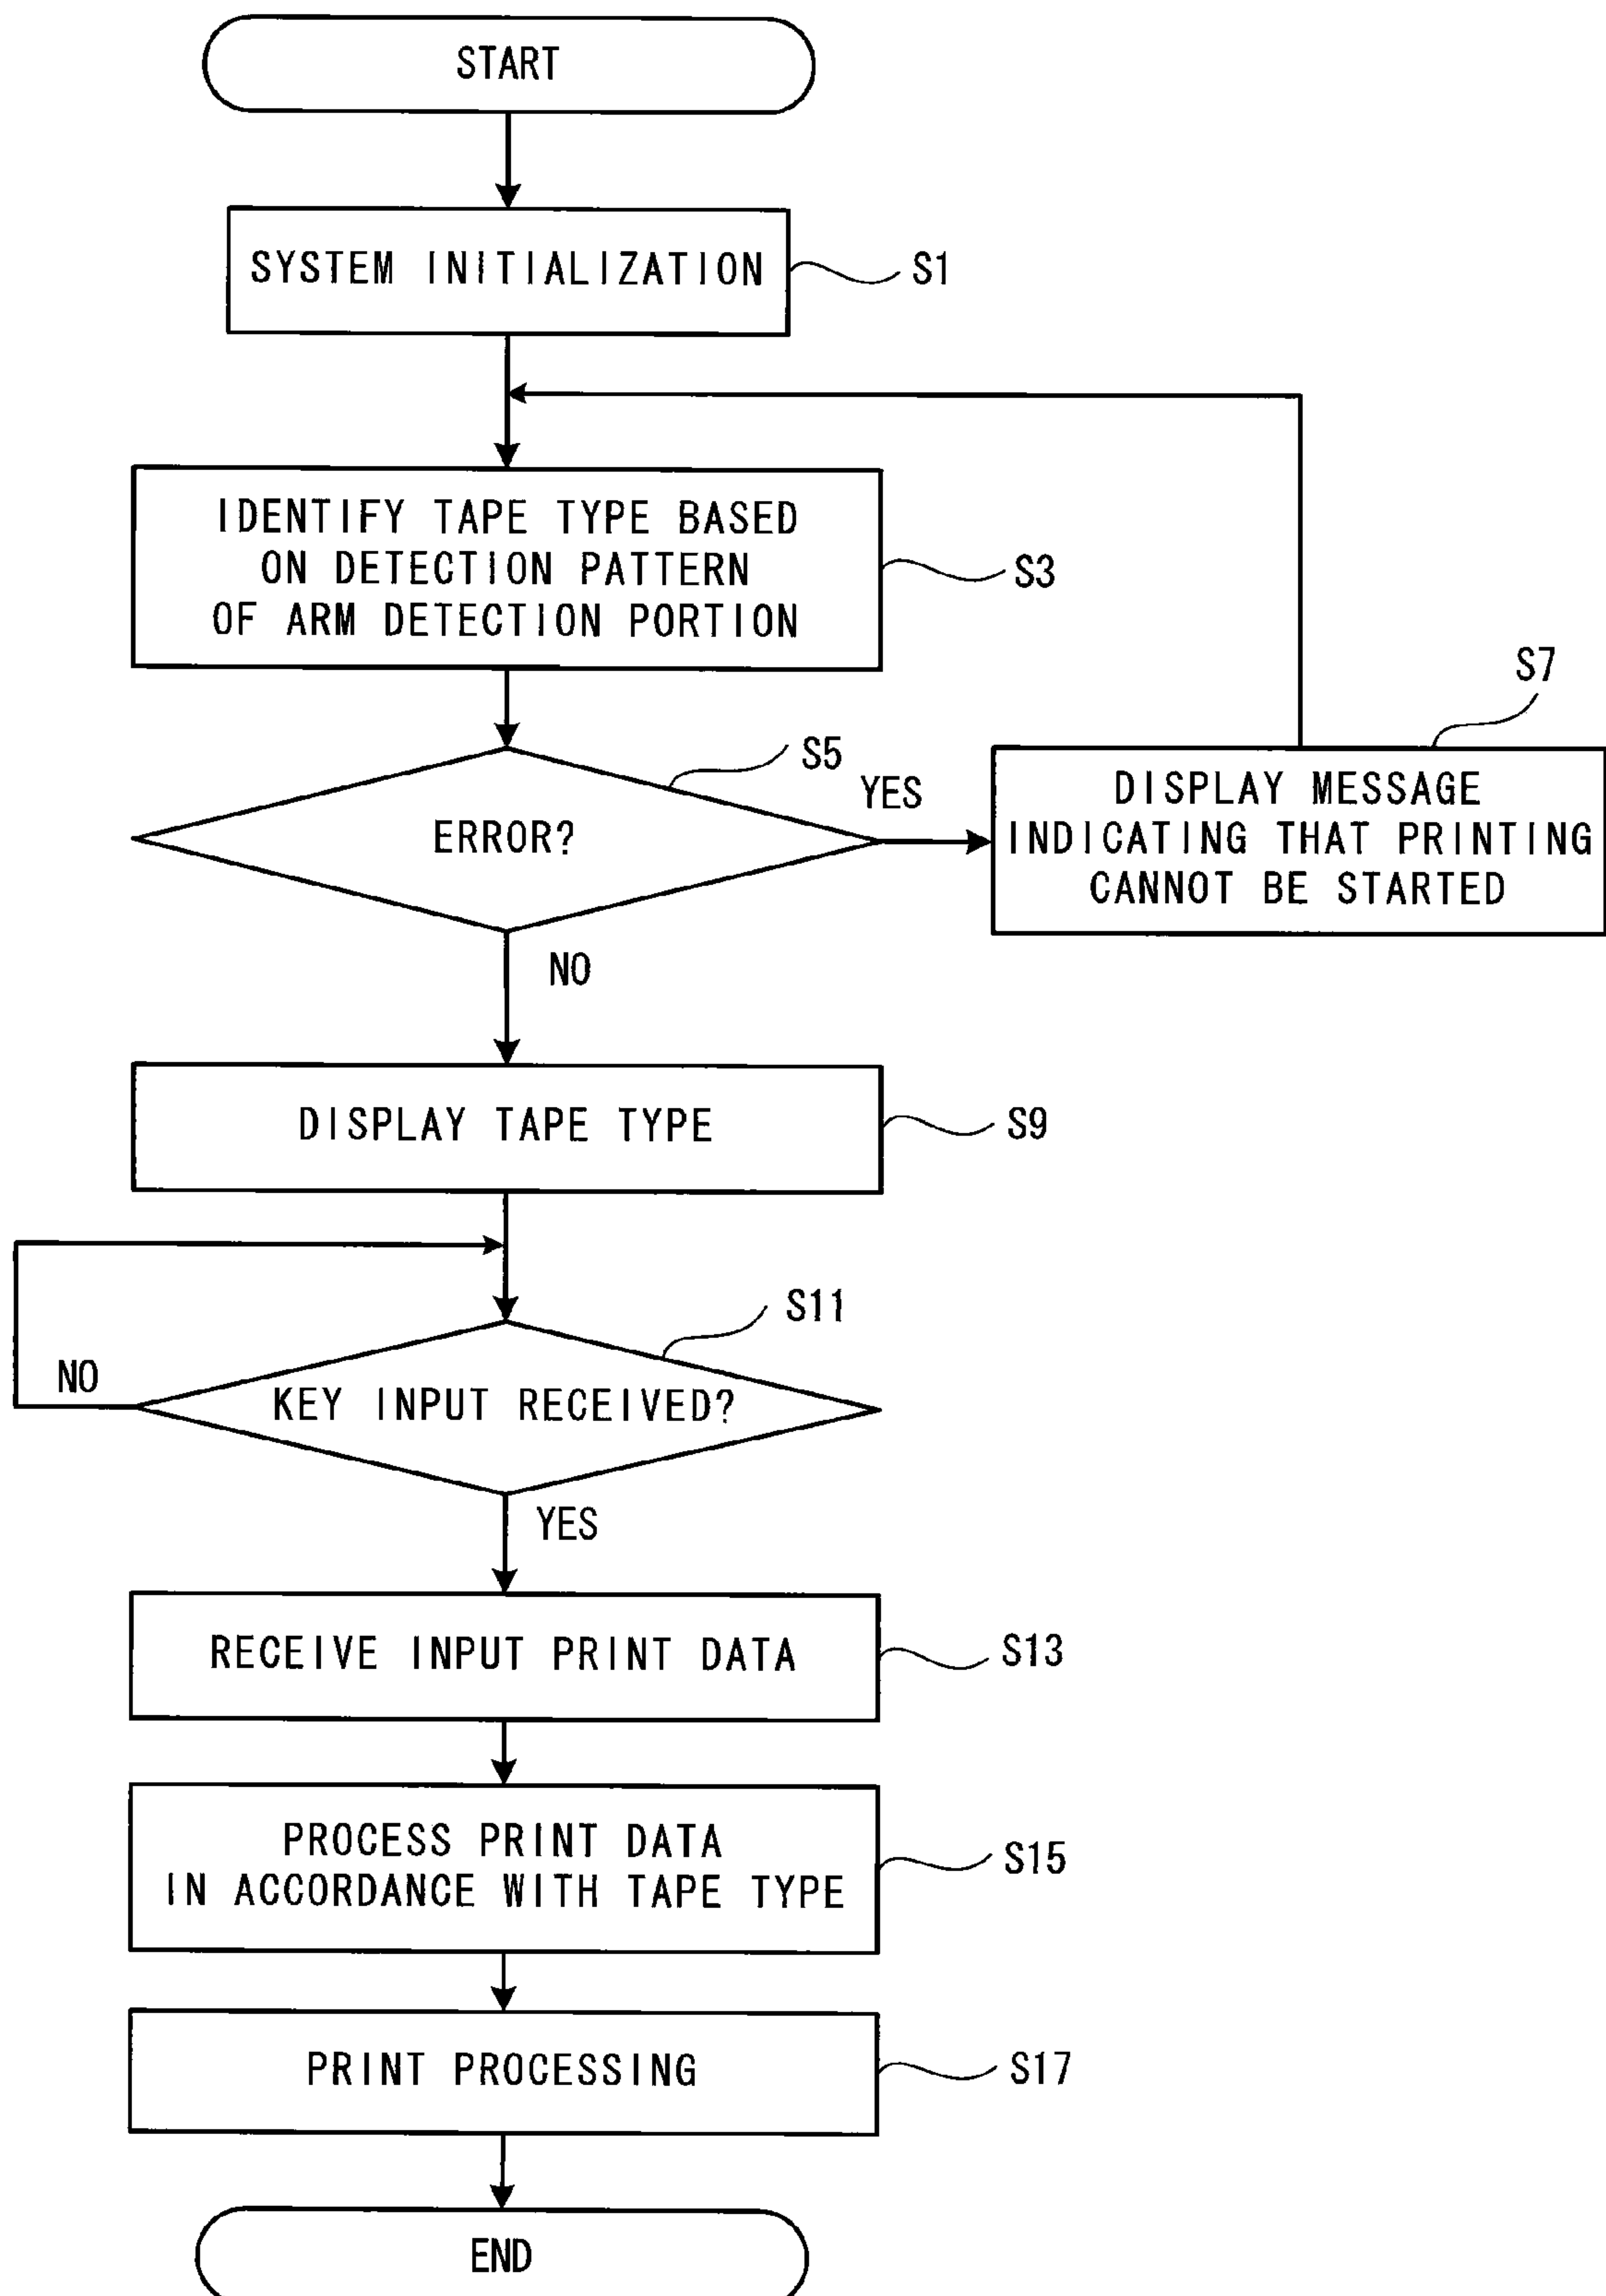 START
SYSTEM INITIALIZATION
S1
IDENTIFY TAPE TYPE BASED
ON DETECTION PATTERN
OF ARM DETECTION PORTION
S3
S7
S5
ERROR?
YES
DISPLAY MESSAGE
INDICATING THAT PRINTING
CANNOT BE STARTED
NO
DISPLAY TAPE TYPE
S9
S11
NO
KEY INPUT RECEIVED?
YES
RECEIVE INPUT PRINT DATA
S13
PROCESS PRINT DATA
IN ACCORDANCE WITH TAPE TYPE
S15
PRINT PROCESSING
S17
END